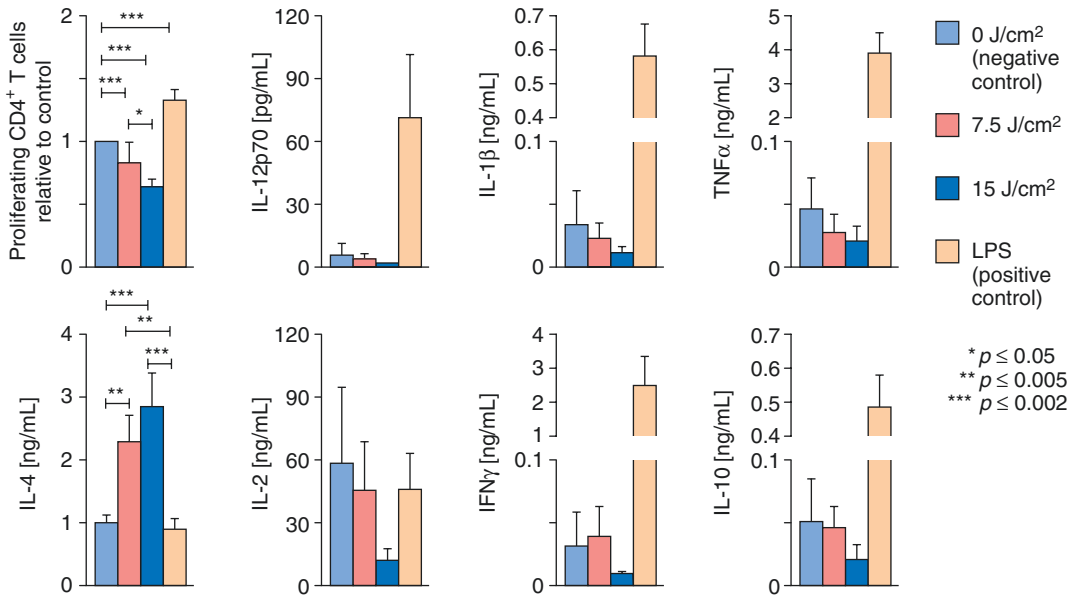 Proliferating CD4+ T cells
relative to control
2
1
0
***
***
***
*
IL-12p70 [pg/mL]
120
90
60
30
0
IL-1β [ng/mL]
0.7
0.6
0.5
0.4
0.1
0
TNFα [ng/mL]
5
4
3
2
0.1
0
0 J/cm²
(negative
control)
7.5 J/cm²
15 J/cm²
LPS
(positive
control)
* p ≤ 0.05
** p ≤ 0.005
*** p ≤ 0.002
IL-4 [ng/mL]
4
3
2
1
0
***
**
***
**
IL-2 [ng/mL]
120
90
60
30
0
IFNγ [ng/mL]
4
3
2
1
0.1
0
IL-10 [ng/mL]
0.7
0.6
0.5
0.4
0.1
0